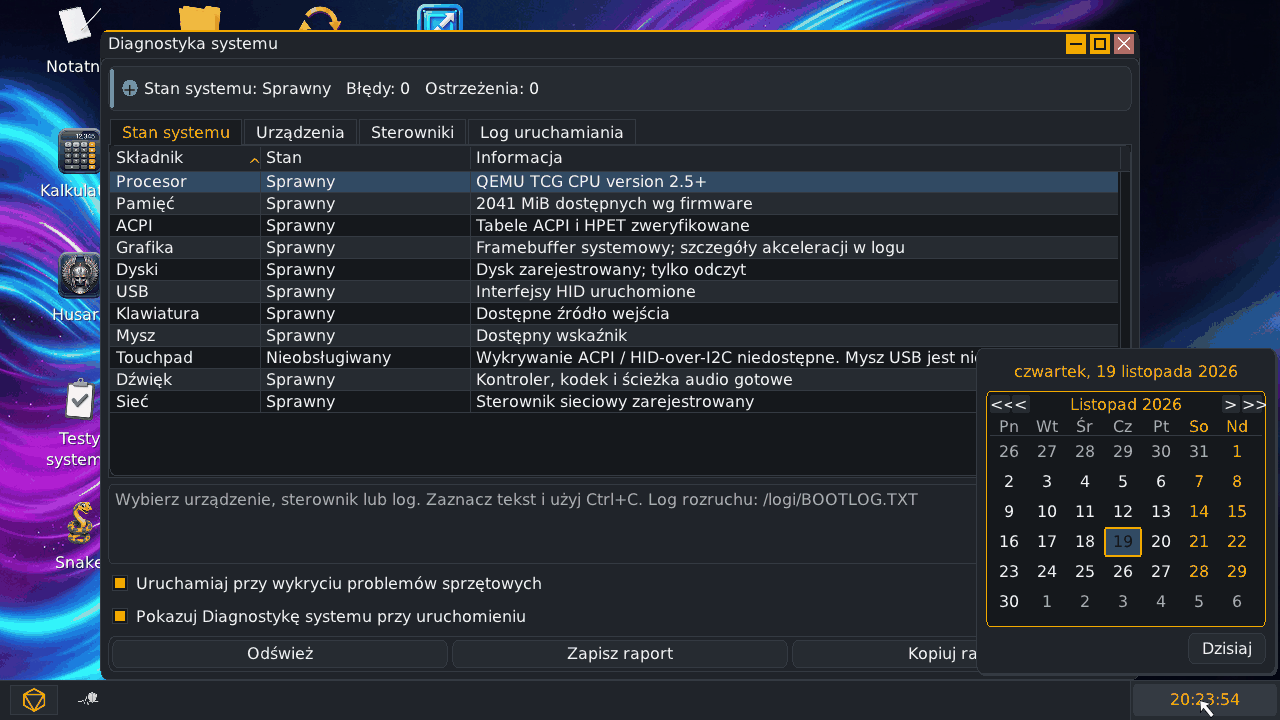 Notatn
Kalkulat
Husar
Testy
system
Snake
Diagnostyka systemu
Stan systemu: Sprawny Błędy: 0 Ostrzeżenia: 0
Stan systemu Urządzenia Sterowniki Log uruchamiania
Składnik Stan Informacja
Procesor Sprawny QEMU TCG CPU version 2.5+
Pamięć Sprawny 2041 MiB dostępnych wg firmware
ACPI Sprawny Tabele ACPI i HPET zweryfikowane
Grafika Sprawny Framebuffer systemowy; szczegóły akceleracji w logu
Dyski Sprawny Dysk zarejestrowany; tylko odczyt
USB Sprawny Interfejsy HID uruchomione
Klawiatura Sprawny Dostępne źródło wejścia
Mysz Sprawny Dostępny wskaźnik
Touchpad Nieobsługiwany Wykrywanie ACPI / HID-over-I2C niedostępne. Mysz USB jest nie
Dźwięk Sprawny Kontroler, kodek i ścieżka audio gotowe
Sieć Sprawny Sterownik sieciowy zarejestrowany
Wybierz urządzenie, sterownik lub log. Zaznacz tekst i użyj Ctrl+C. Log rozruchu: /logi/BOOTLOG.TXT
Uruchamiaj przy wykryciu problemów sprzętowych
Pokazuj Diagnostykę systemu przy uruchomieniu
Odśwież Zapisz raport Kopiuj ra
czwartek, 19 listopada 2026
<<< Listopad 2026 > >>
Pn Wt Śr Cz Pt So Nd
26 27 28 29 30 31 1
2 3 4 5 6 7 8
9 10 11 12 13 14 15
16 17 18 19 20 21 22
23 24 25 26 27 28 29
30 1 2 3 4 5 6
Dzisiaj
20:23:54